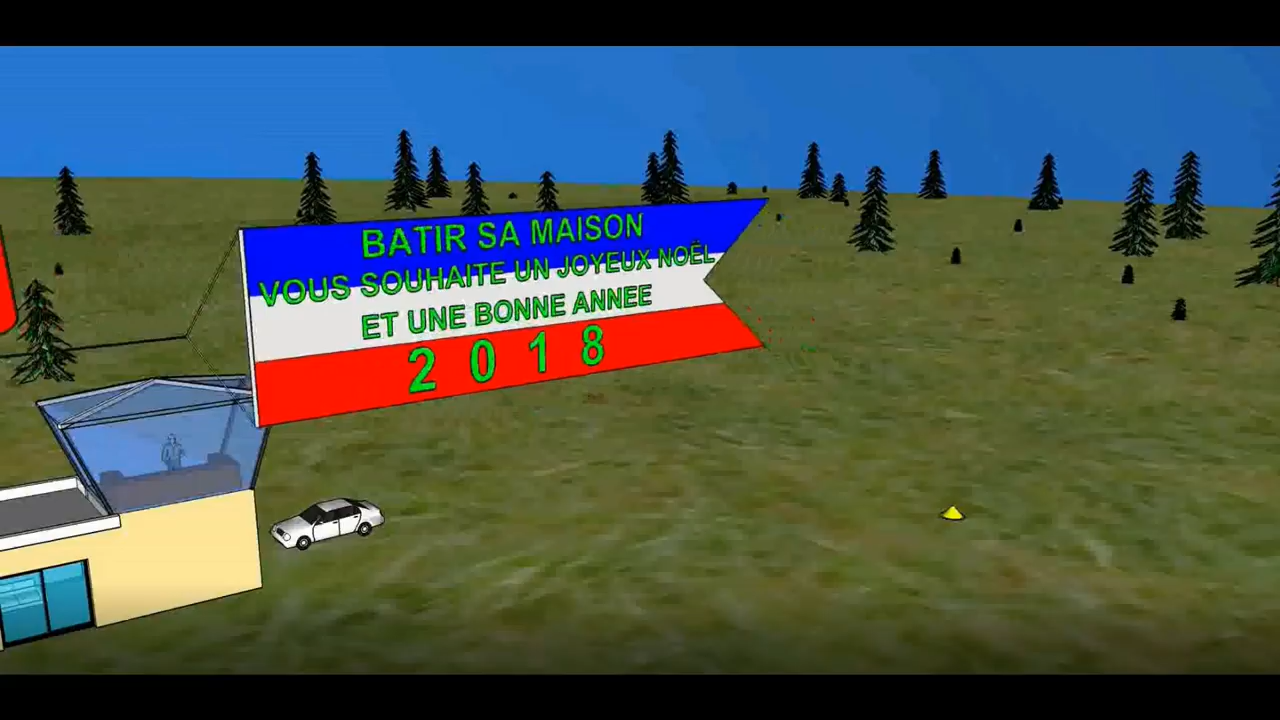 BATIR SA MAISON
VOUS SOUHAITE UN JOYEUX NOËL
ET UNE BONNE ANNEE
2 0 1 8